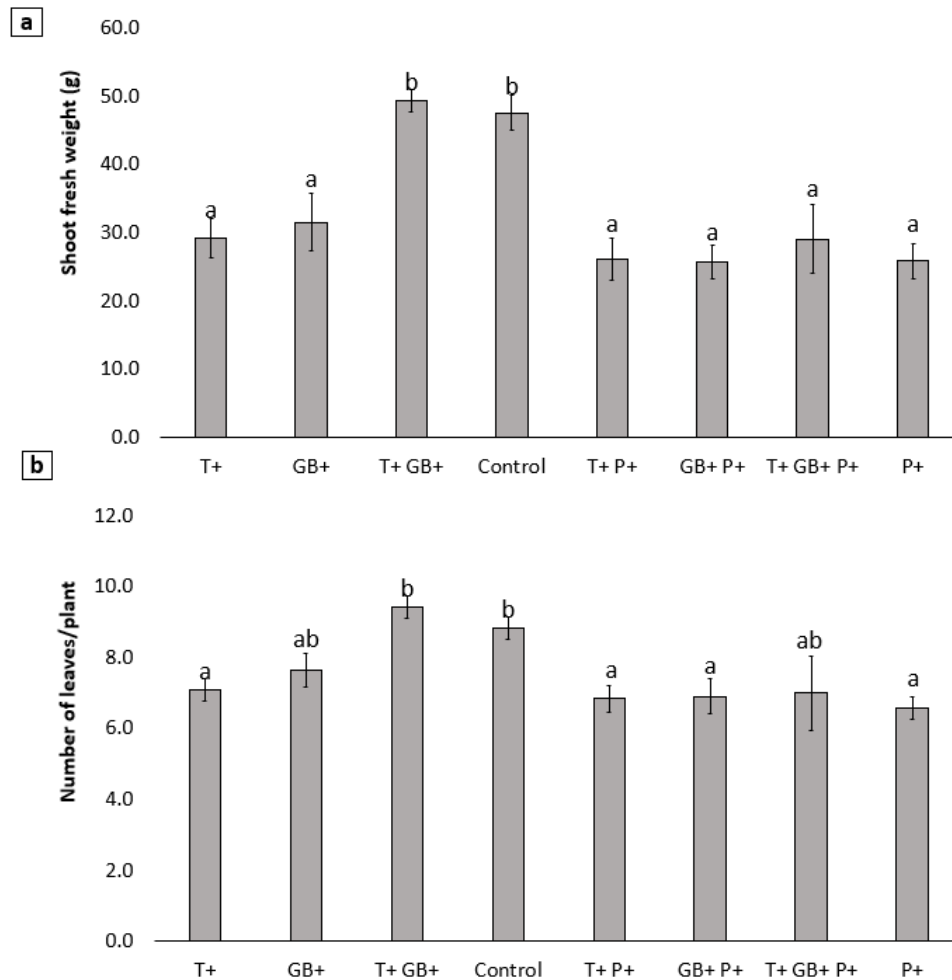 a
Shoot fresh weight (g)
60.0
50.0
40.0
30.0
20.0
10.0
0.0
a
a
b
b
a
a
a
a
T+ GB+ T+ GB+ Control T+ P+ GB+ P+ T+ GB+ P+ P+
b
Number of leaves/plant
12.0
10.0
8.0
6.0
4.0
2.0
0.0
a
ab
b
b
a
a
ab
a
T+ GB+ T+ GB+ Control T+ P+ GB+ P+ T+ GB+ P+ P+